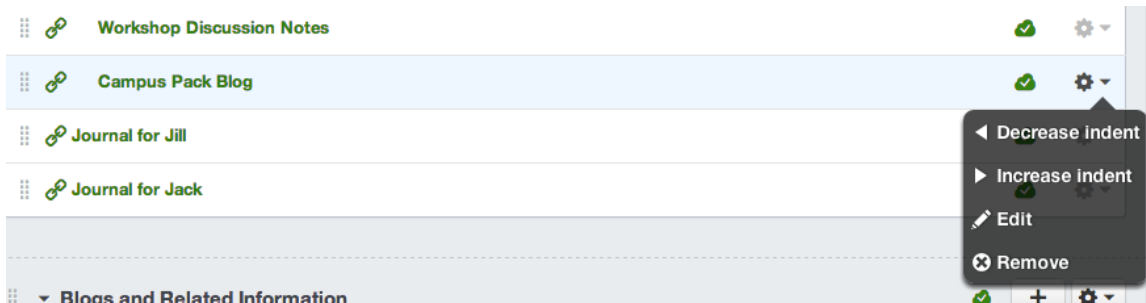 Workshop Discussion Notes
Campus Pack Blog
Journal for Jill
Decrease indent
Increase indent
Journal for Jack
Edit
Remove
Blogs and Related Information